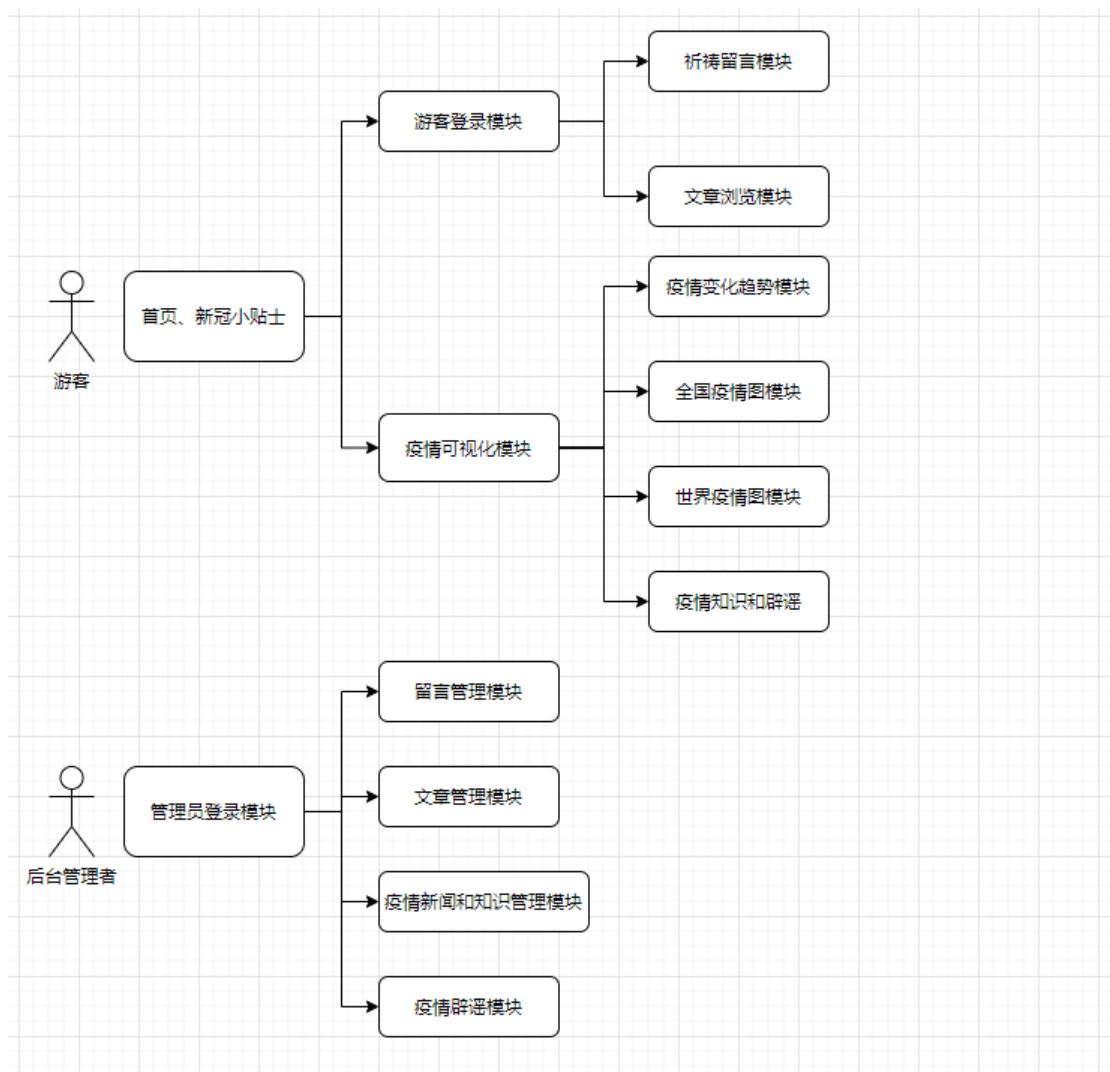 祈祷留言模块
游客登录模块
文章浏览模块
疫情变化趋势模块
首页、新冠小贴士
游客
全国疫情图模块
疫情可视化模块
世界疫情图模块
疫情知识和辟谣
留言管理模块
文章管理模块
管理员登录模块
后台管理者
疫情新闻和知识管理模块
疫情辟谣模块